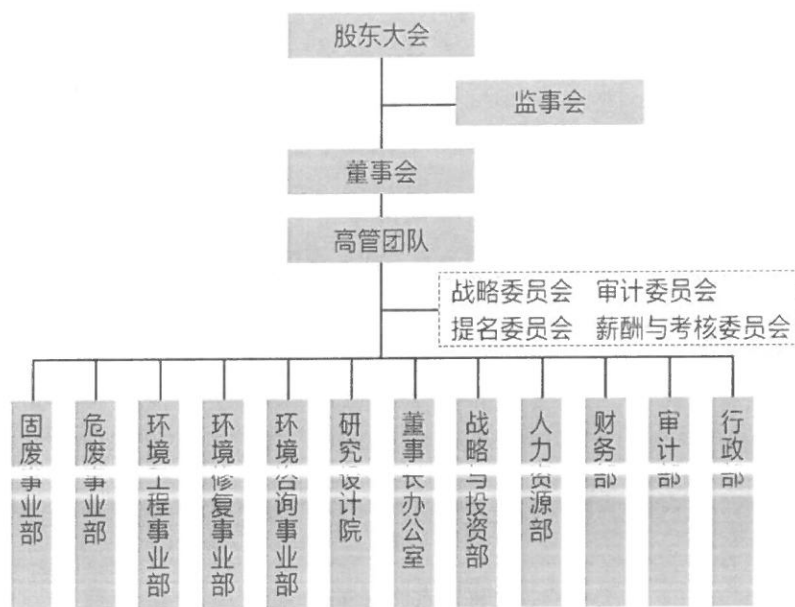 股东大会
监事会
董事会
高管团队
战略委员会 审计委员会
提名委员会 薪酬与考核委员会
固废事业部
危废事业部
环境工程事业部
环境修复事业部
环境咨询事业部
研究设计院
董事长办公室
战略与投资部
人力资源部
财务部
审计部
行政部